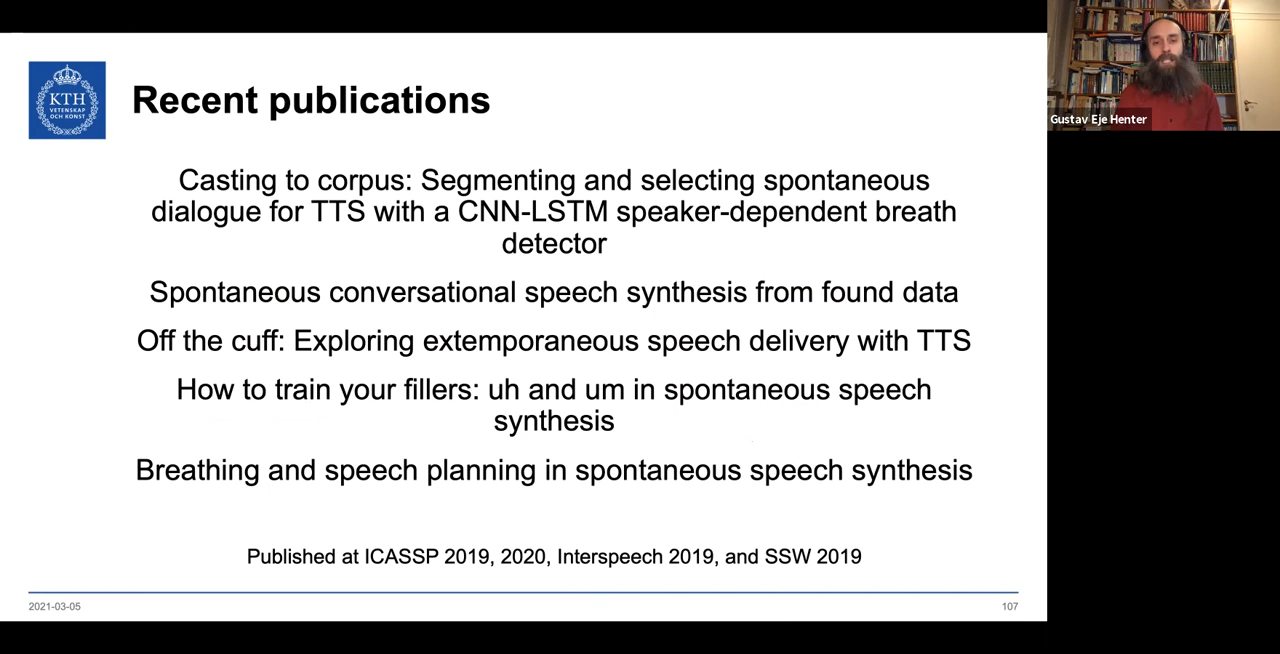 KTH
VETENSKAP
OCH KONST
Recent publications
Gustav Eje Henter
Casting to corpus: Segmenting and selecting spontaneous
dialogue for TTS with a CNN-LSTM speaker-dependent breath
detector
Spontaneous conversational speech synthesis from found data
Off the cuff: Exploring extemporaneous speech delivery with TTS
How to train your fillers: uh and um in spontaneous speech
synthesis
Breathing and speech planning in spontaneous speech synthesis
Published at ICASSP 2019, 2020, Interspeech 2019, and SSW 2019
2021-03-05
107